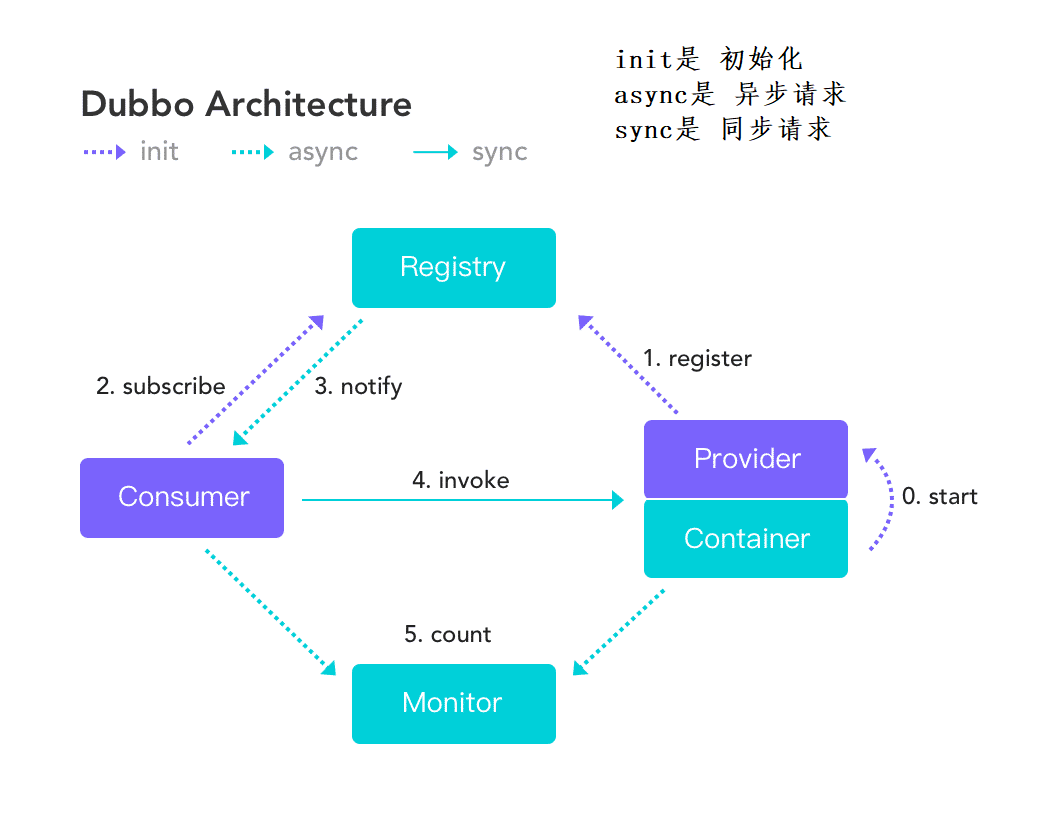 init是 初始化
async是 异步请求
sync是 同步请求
Dubbo Architecture
init async sync
Registry
1. register
2. subscribe 3. notify
Provider
4. invoke
Consumer
0. start
Container
5. count
Monitor